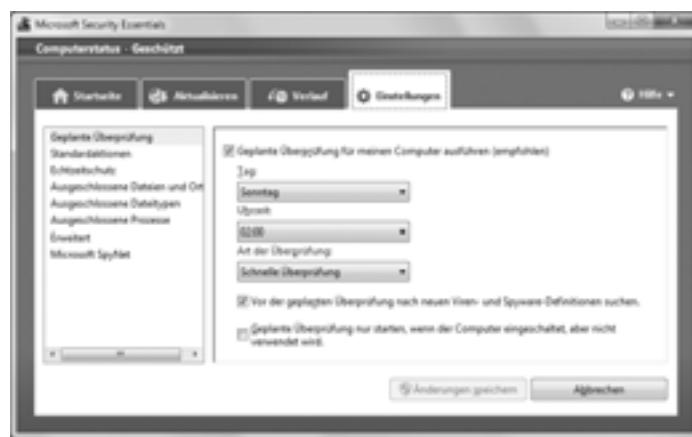 Microsoft Security Essentials
Computerstatus - Geschützt
Startseite
Aktualisieren
Verlauf
Einstellungen
Hilfe
Geplante Überprüfung
Standardaktionen
Echtzeitschutz
Ausgeschlossene Dateien und Ort
Ausgeschlossene Dateitypen
Ausgeschlossene Prozesse
Erweitert
Microsoft SpyNet
Geplante Überprüfung für meinen Computer ausführen (empfohlen)
Tag:
Sonntag
Uhrzeit:
02:00
Art der Überprüfung:
Schnelle Überprüfung
Vor der geplanten Überprüfung nach neuen Viren- und Spyware-Definitionen suchen.
Geplante Überprüfung nur starten, wenn der Computer eingeschaltet, aber nicht
verwendet wird.
Änderungen speichern
Abbrechen